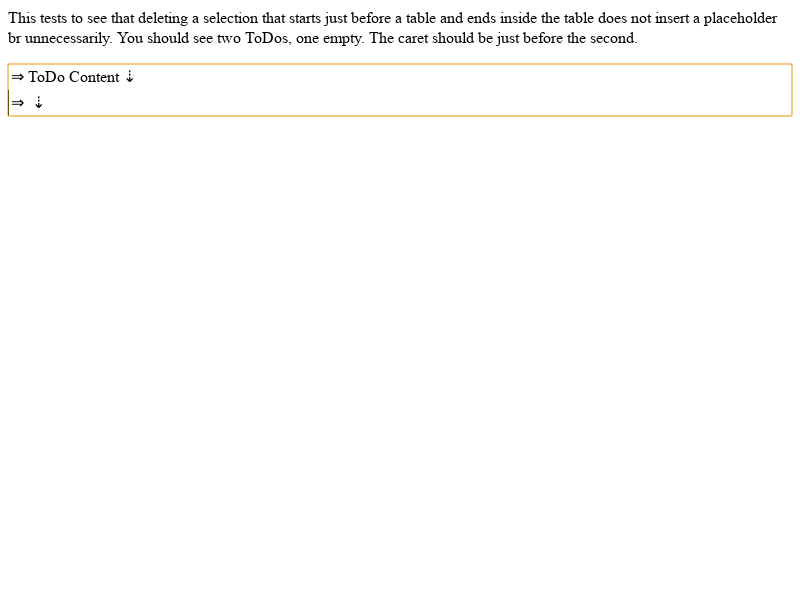 This tests to see that deleting a selection that starts just before a table and ends inside the table does not insert a placeholder
br unnecessarily. You should see two ToDos, one empty. The caret should be just before the second.
⇒ ToDo Content ⇣
⇒ ⇣